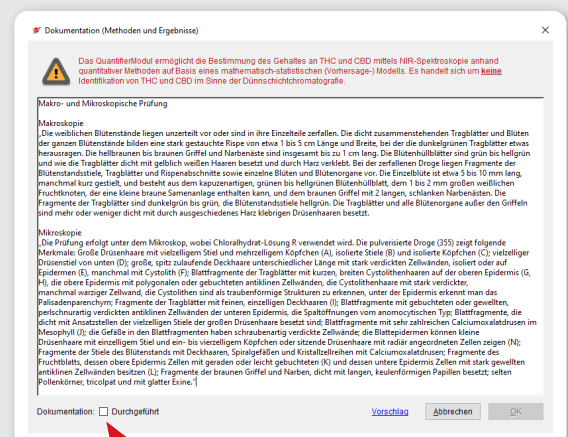 Dokumentation (Methoden und Ergebnisse)
Das QuantifierModul ermöglicht die Bestimmung des Gehaltes an THC und CBD mittels NIR-Spektroskopie anhand
quantitativer Methoden auf Basis eines mathematisch-statistischen (Vorhersage-) Modells. Es handelt sich um keine
Identifikation von THC und CBD im Sinne der Dünnschichtchromatografie.
Makro- und Mikroskopische Prüfung
Makroskopie
„Die weiblichen Blütenstände liegen unzerteilt vor oder sind in ihre Einzelteile zerfallen. Die dicht zusammenstehenden Tragblätter und Blüten
der ganzen Blütenstände bilden eine stark gestauchte Rispe von etwa 1 bis 5 cm Länge und Breite, bei der die dunkelgrünen Tragblätter etwas
herausragen. Die hellbraunen bis braunen Griffel und Narbenäste sind insgesamt bis zu 1 cm lang. Die Blütenhüllblätter sind grün bis hellgrün
und wie die Tragblätter dicht mit gelblich weißen Haaren besetzt und durch Harz verklebt. Bei der zerfallenen Droge liegen Fragmente der
Blütenstandsstiele, Tragblätter und Rispenabschnitte sowie einzelne Blüten und Blütenorgane vor. Die Einzelblüte ist etwa 5 bis 10 mm lang,
manchmal kurz gestielt, und besteht aus dem kapuzenartigen, grünen bis hellgrünen Blütenhüllblatt, dem 1 bis 2 mm großen weißlichen
Fruchtknoten, der eine kleine braune Samenanlage enthalten kann, und dem braunen Griffel mit 2 langen, schlanken Narbenästen. Die
Fragmente der Tragblätter sind dunkelgrün bis grün, die Blütenstandsstiele hellgrün. Die Tragblätter und alle Blütenorgane außer den Griffeln
sind mehr oder weniger dicht mit durch ausgeschiedenes Harz klebrigen Drüsenhaaren besetzt.
Mikroskopie
„Die Prüfung erfolgt unter dem Mikroskop, wobei Chloralhydrat-Lösung R verwendet wird. Die pulverisierte Droge (355) zeigt folgende
Merkmale: Große Drüsenhaare mit vielzelligem Stiel und mehrzelligem Köpfchen (A), isolierte Stiele (B) und isolierte Köpfchen (C); vielzelliger
Drüsenstiel von unten (D); große, spitz zulaufende Deckhaare unterschiedlicher Länge mit stark verdickten Zellwänden, isoliert oder auf
Epidermen (E), manchmal mit Cystolith (F); Blattfragmente der Tragblätter mit kurzen, breiten Cystolithenhaaren auf der oberen Epidermis (G,
H), die obere Epidermis mit polygonalen oder gebuchteten antiklinen Zellwänden, die Cystolithenhaare mit stark verdickter,
manchmal warziger Zellwand, die Cystolithen sind als traubenförmige Strukturen zu erkennen, unter der Epidermis erkennt man das
Palisadenparenchym; Fragmente der Tragblätter mit feinen, einzelligen Deckhaaren (I); Blattfragmente mit gebuchteten oder gewellten,
perlschnurartig verdickten antiklinen Zellwänden der unteren Epidermis, die Spaltöffnungen vom anomocytischen Typ; Blattfragmente, die
dicht mit Ansatzstellen der vielzelligen Stiele der großen Drüsenhaare besetzt sind; Blattfragmente mit sehr zahlreichen Calciumoxalatdrusen im
Mesophyll (J); die Gefäße in den Blattfragmenten haben schraubenartig verdickte Zellwände; die Blattepidermen können kleine
Drüsenhaare mit einzelligem Stiel und ein- bis vierzelligem Köpfchen oder sitzende Drüsenhaare mit radiär angeordneten Zellen zeigen (N);
Fragmente der Stiele des Blütenstands mit Deckhaaren, Spiralgefäßen und Kristallzellreihen mit Calciumoxalatdrusen; Fragmente des
Fruchtblatts, dessen obere Epidermis Zellen mit geraden oder leicht gebuchteten (K) und dessen untere Epidermis Zellen mit stark gewellten
antiklinen Zellwänden besitzen (L); Fragmente der braunen Griffel und Narben, dicht mit langen, keulenförmigen Papillen besetzt; selten
Pollenkörner, tricolpat und mit glatter Exine."
Dokumentation: Durchgeführt Vorschlag Abbrechen OK